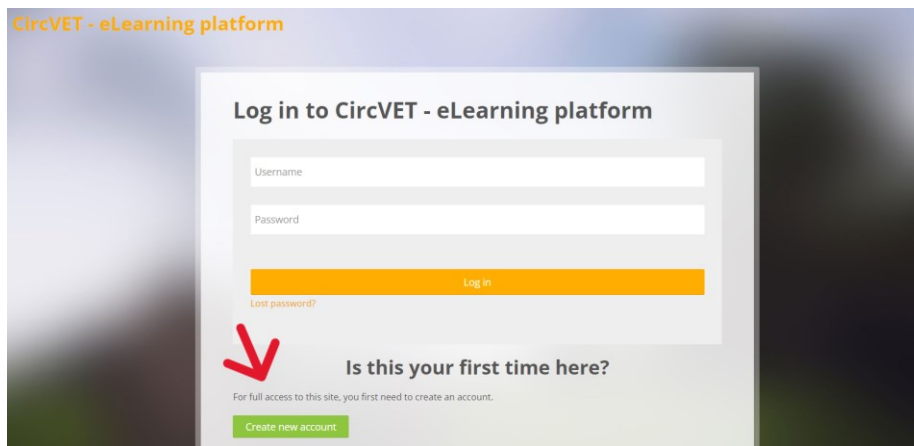 CircVET - eLearning platform
Log in to CircVET - eLearning platform
Username
Password
Log in
Lost password?
Is this your first time here?
For full access to this site, you first need to create an account.
Create new account